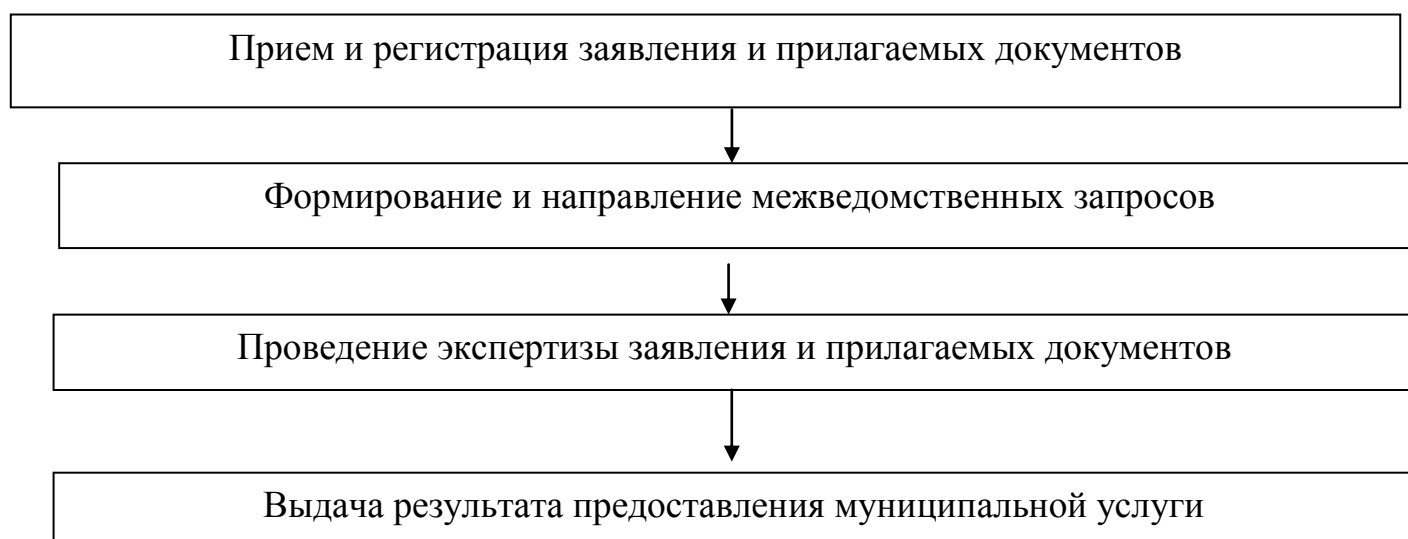 Прием и регистрация заявления и прилагаемых документов
Формирование и направление межведомственных запросов
Проведение экспертизы заявления и прилагаемых документов
Выдача результата предоставления муниципальной услуги